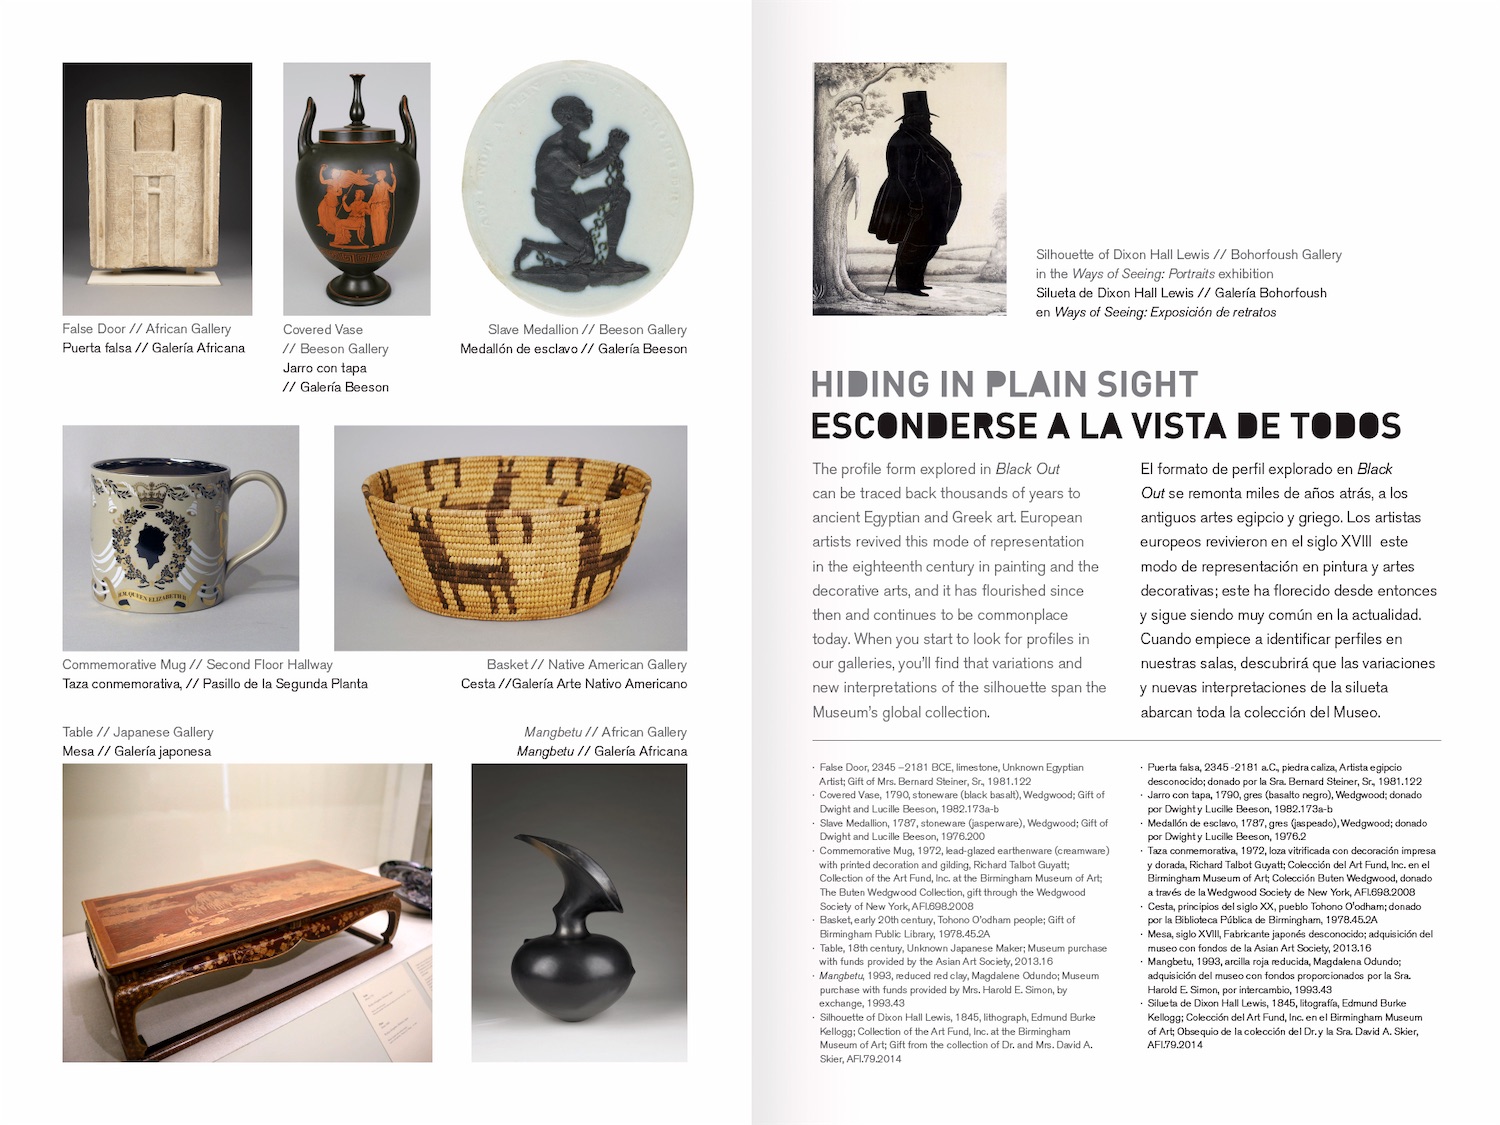 False Door // African Gallery
Puerta falsa // Galería Africana
Covered Vase
// Beeson Gallery
Jarro con tapa
// Galería Beeson
Slave Medallion // Beeson Gallery
Medallón de esclavo // Galería Beeson
H.M. QUEEN ELIZABETH II
Commemorative Mug // Second Floor Hallway
Taza conmemorativa, // Pasillo de la Segunda Planta
Basket // Native American Gallery
Cesta //Galería Arte Nativo Americano
Table // Japanese Gallery
Mesa // Galería japonesa
Mangbetu // African Gallery
Mangbetu // Galería Africana
Silhouette of Dixon Hall Lewis // Bohorfoush Gallery
in the Ways of Seeing: Portraits exhibition
Silueta de Dixon Hall Lewis // Galería Bohorfoush
en Ways of Seeing: Exposición de retratos
HIDING IN PLAIN SIGHT
ESCONDERSE A LA VISTA DE TODOS
The profile form explored in Black Out
can be traced back thousands of years to
ancient Egyptian and Greek art. European
artists revived this mode of representation
in the eighteenth century in painting and the
decorative arts, and it has flourished since
then and continues to be commonplace
today. When you start to look for profiles in
our galleries, you'll find that variations and
new interpretations of the silhouette span the
Museum's global collection.
El formato de perfil explorado en Black
Out se remonta miles de años atrás, a los
antiguos artes egipcio y griego. Los artistas
europeos revivieron en el siglo XVIII este
modo de representación en pintura y artes
decorativas; este ha florecido desde entonces
y sigue siendo muy común en la actualidad.
Cuando empiece a identificar perfiles en
nuestras salas, descubrirá que las variaciones
y nuevas interpretaciones de la silueta
abarcan toda la colección del Museo.
· False Door, 2345 –2181 BCE, limestone, Unknown Egyptian
Artist; Gift of Mrs. Bernard Steiner, Sr., 1981.122
· Covered Vase, 1790, stoneware (black basalt), Wedgwood; Gift of
Dwight and Lucille Beeson, 1982.173a-b
· Slave Medallion, 1787, stoneware (jasperware), Wedgwood; Gift of
Dwight and Lucille Beeson, 1976.200
· Commemorative Mug, 1972, lead-glazed earthenware (creamware)
with printed decoration and gilding, Richard Talbot Guyatt;
Collection of the Art Fund, Inc. at the Birmingham Museum of Art;
The Buten Wedgwood Collection, gift through the Wedgwood
Society of New York, AFI.698.2008
· Basket, early 20th century, Tohono O'odham people; Gift of
Birmingham Public Library, 1978.45.2A
· Table, 18th century, Unknown Japanese Maker; Museum purchase
with funds provided by the Asian Art Society, 2013.16
· Mangbetu, 1993, reduced red clay, Magdalene Odundo; Museum
purchase with funds provided by Mrs. Harold E. Simon, by
exchange, 1993.43
· Silhouette of Dixon Hall Lewis, 1845, lithograph, Edmund Burke
Kellogg; Collection of the Art Fund, Inc. at the Birmingham
Museum of Art; Gift from the collection of Dr. and Mrs. David A.
Skier, AFI.79.2014
· Puerta falsa, 2345 -2181 a.C., piedra caliza, Artista egipcio
desconocido; donado por la Sra. Bernard Steiner, Sr., 1981.122
· Jarro con tapa, 1790, gres (basalto negro), Wedgwood; donado
por Dwight y Lucille Beeson, 1982.173a-b
· Medallón de esclavo, 1787, gres (jaspeado), Wedgwood; donado
por Dwight y Lucille Beeson, 1976.2
· Taza conmemorativa, 1972, loza vitrificada con decoración impresa
y dorada, Richard Talbot Guyatt; Colección del Art Fund, Inc. en el
Birmingham Museum of Art; Colección Buten Wedgwood, donado
a través de la Wedgwood Society de New York, AFI.698.2008
· Cesta, principios del siglo XX, pueblo Tohono O'odham; donado
por la Biblioteca Pública de Birmingham, 1978.45.2A
· Mesa, siglo XVIII, Fabricante japonés desconocido; adquisición del
museo con fondos de la Asian Art Society, 2013.16
· Mangbetu, 1993, arcilla roja reducida, Magdalena Odundo;
adquisición del museo con fondos proporcionados por la Sra.
Harold E. Simon, por intercambio, 1993.43
· Silueta de Dixon Hall Lewis, 1845, litografía, Edmund Burke
Kellogg; Colección del Art Fund, Inc. en el Birmingham Museum
of Art; Obsequio de la colección del Dr. y la Sra. David A. Skier,
AFI.79.2014